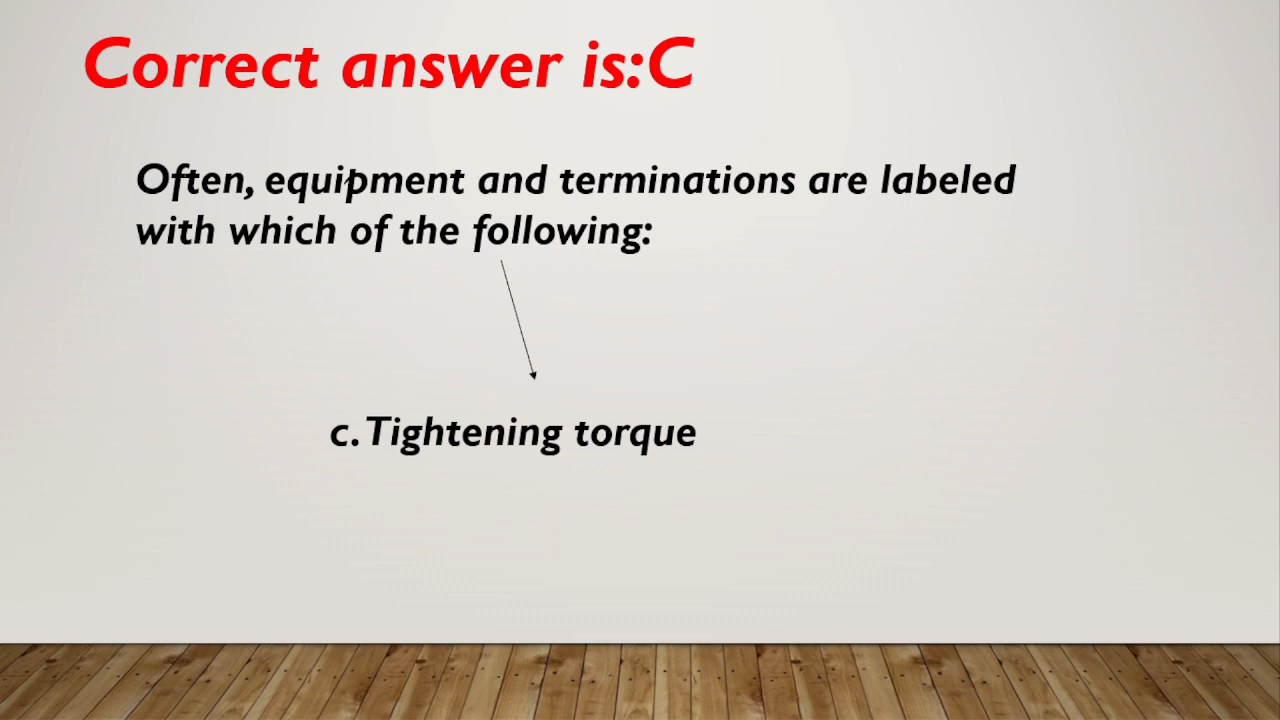 Correct answer is:C
Often, equipment and terminations are labeled
with which of the following:
c. Tightening torque